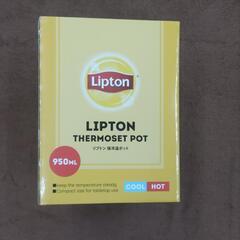 Lipton
LIPTON
THERMOSET POT
リプトン 保冷温ポット
950ML
■Keep the temperature steadily
■Compact size for tabletop use
COOL HOT